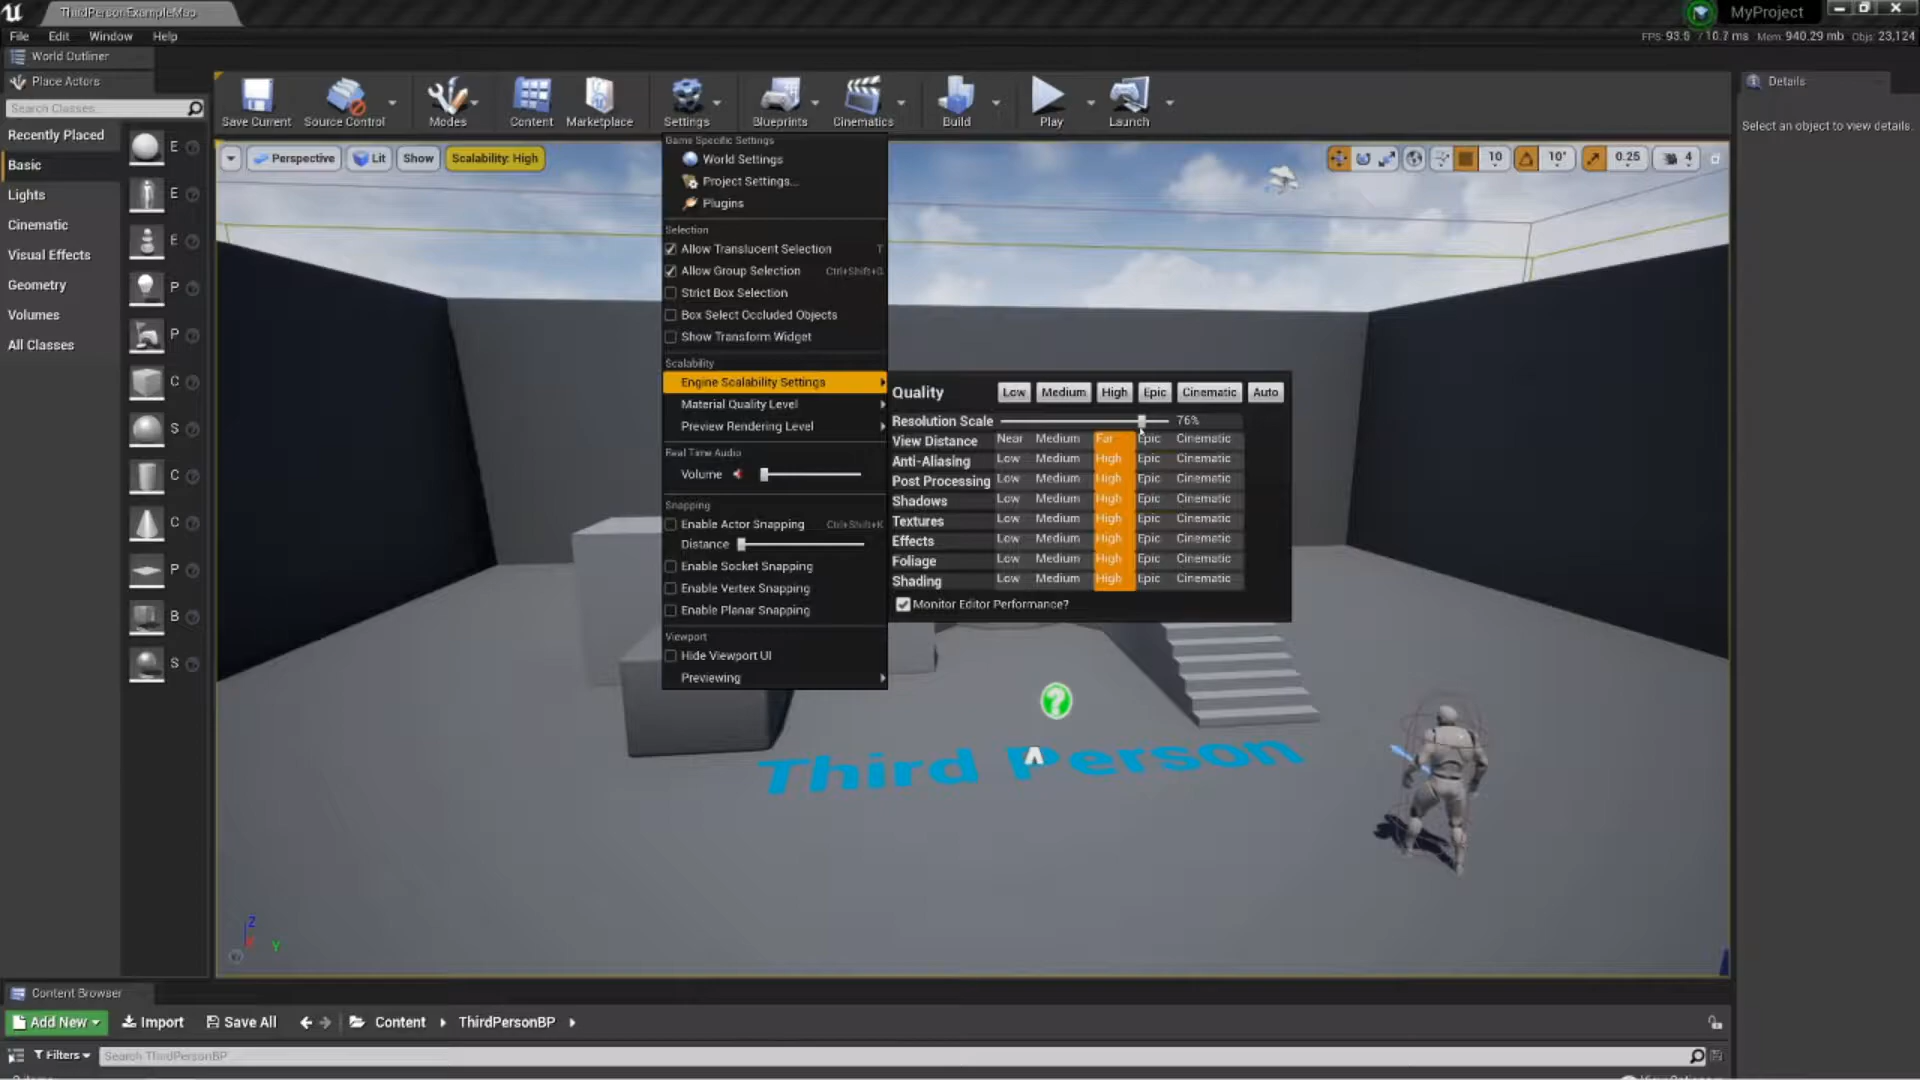 ThirdPersonExampleMap
MyProject
File Edit Window Help
FPS: 93.6 / 10.7 ms Mem: 940.29 mb Objs: 23,124
World Outliner
Place Actors
Search Classes
Recently Placed
Basic
Lights
Cinematic
Visual Effects
Geometry
Volumes
All Classes
E
E
E
P
P
C
S
C
C
P
B
S
Save Current Source Control Modes Content Marketplace Settings Blueprints Cinematics Build Play Launch
Perspective Lit Show Scalability: High
10 10° 0.25 4
Game Specific Settings
World Settings
Project Settings...
Plugins
Selection
Allow Translucent Selection T
Allow Group Selection Ctrl+Shift+G
Strict Box Selection
Box Select Occluded Objects
Show Transform Widget
Scalability
Engine Scalability Settings
Material Quality Level
Preview Rendering Level
Real Time Audio
Volume
Snapping
Enable Actor Snapping Ctrl+Shift+K
Distance
Enable Socket Snapping
Enable Vertex Snapping
Enable Planar Snapping
Viewport
Hide Viewport UI
Previewing
Quality Low Medium High Epic Cinematic Auto
Resolution Scale 76%
View Distance Near Medium Far Epic Cinematic
Anti-Aliasing Low Medium High Epic Cinematic
Post Processing Low Medium High Epic Cinematic
Shadows Low Medium High Epic Cinematic
Textures Low Medium High Epic Cinematic
Effects Low Medium High Epic Cinematic
Foliage Low Medium High Epic Cinematic
Shading Low Medium High Epic Cinematic
Monitor Editor Performance?
Third Person
Z
Y
Details
Select an object to view details.
Content Browser
Add New Import Save All Content ThirdPersonBP
Filters Search ThirdPersonBP